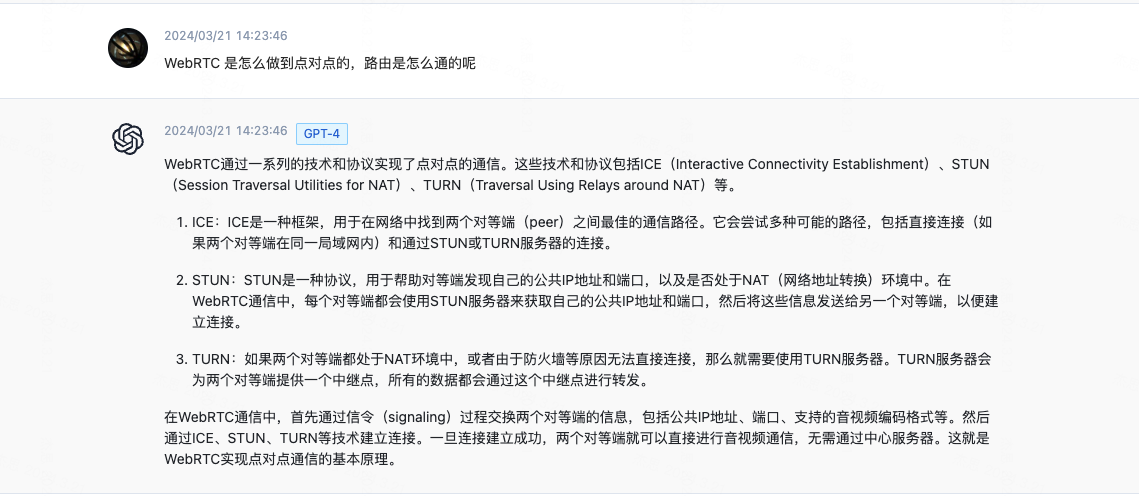 2024/03/21 14:23:46
WebRTC 是怎么做到点对点的，路由是怎么通的呢
2024/03/21 14:23:46 GPT-4
WebRTC通过一系列的技术和协议实现了点对点的通信。这些技术和协议包括ICE（Interactive Connectivity Establishment）、STUN
（Session Traversal Utilities for NAT）、TURN（Traversal Using Relays around NAT）等。
1. ICE：ICE是一种框架，用于在网络中找到两个对等端（peer）之间最佳的通信路径。它会尝试多种可能的路径，包括直接连接（如
果两个对等端在同一局域网内）和通过STUN或TURN服务器的连接。
2. STUN：STUN是一种协议，用于帮助对等端发现自己的公共IP地址和端口，以及是否处于NAT（网络地址转换）环境中。在
WebRTC通信中，每个对等端都会使用STUN服务器来获取自己的公共IP地址和端口，然后将这些信息发送给另一个对等端，以便建
立连接。
3. TURN：如果两个对等端都处于NAT环境中，或者由于防火墙等原因无法直接连接，那么就需要使用TURN服务器。TURN服务器会
为两个对等端提供一个中继点，所有的数据都会通过这个中继点进行转发。
在WebRTC通信中，首先通过信令（signaling）过程交换两个对等端的信息，包括公共IP地址、端口、支持的音视频编码格式等。然后
通过ICE、STUN、TURN等技术建立连接。一旦连接建立成功，两个对等端就可以直接进行音视频通信，无需通过中心服务器。这就是
WebRTC实现点对点通信的基本原理。